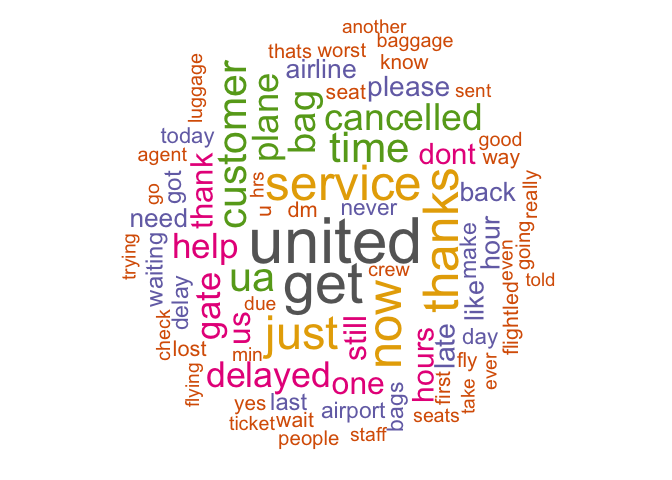 another
baggage
thats worst
know
airline
please
seat
sent
luggage
customer
plane
bag
cancelled
today
time
good
agent
thank
dont
way
go
got
hrs
service
thanks
back
really
need
u
dm
never
trying
waiting
help
united
make
hour
going
even
delay
gate
ua
get
crew
like
told
us
due
just
now
still
flightled
check
lost
min
late
day
hours
fly
ever
flying
delayed
one
first
take
yes
last
airport
bags
seats
ticket
wait
people
staff